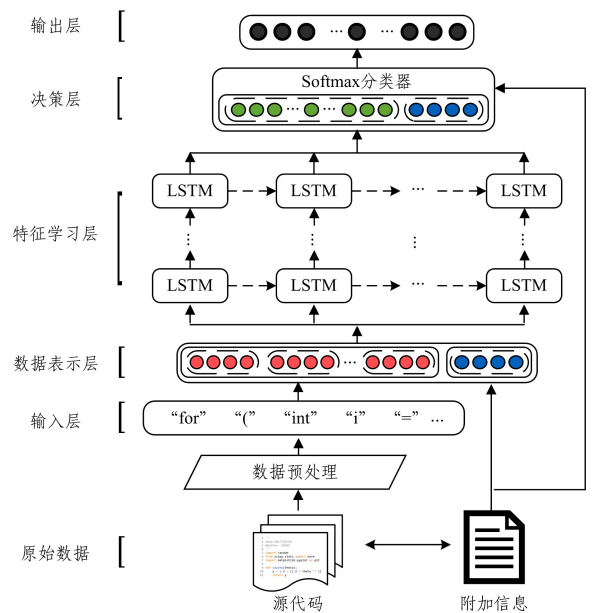 输出层
决策层
Softmax分类器
... ...
特征学习层
LSTM LSTM ... LSTM
... ... ... ...
LSTM LSTM ... LSTM
数据表示层
...
输入层
“for” “(” “int” “i” “=” ...
数据预处理
原始数据
源代码
附加信息